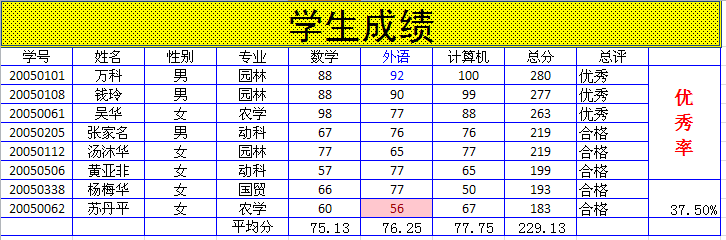 学生成绩
学号 姓名 性别 专业 数学 外语 计算机 总分 总评
20050101 万科 男 园林 88 92 100 280 优秀
20050108 钱玲 男 园林 88 90 99 277 优秀
20050061 吴华 女 农学 98 77 88 263 优秀
20050205 张家名 男 动科 67 76 76 219 合格
20050112 汤沐华 女 园林 77 65 77 219 合格
20050506 黄亚非 女 动科 57 77 65 199 合格
20050338 杨梅华 女 国贸 66 77 50 193 合格
20050062 苏丹平 女 农学 60 56 67 183 合格
平均分 75.13 76.25 77.75 229.13
优秀率
37.50%